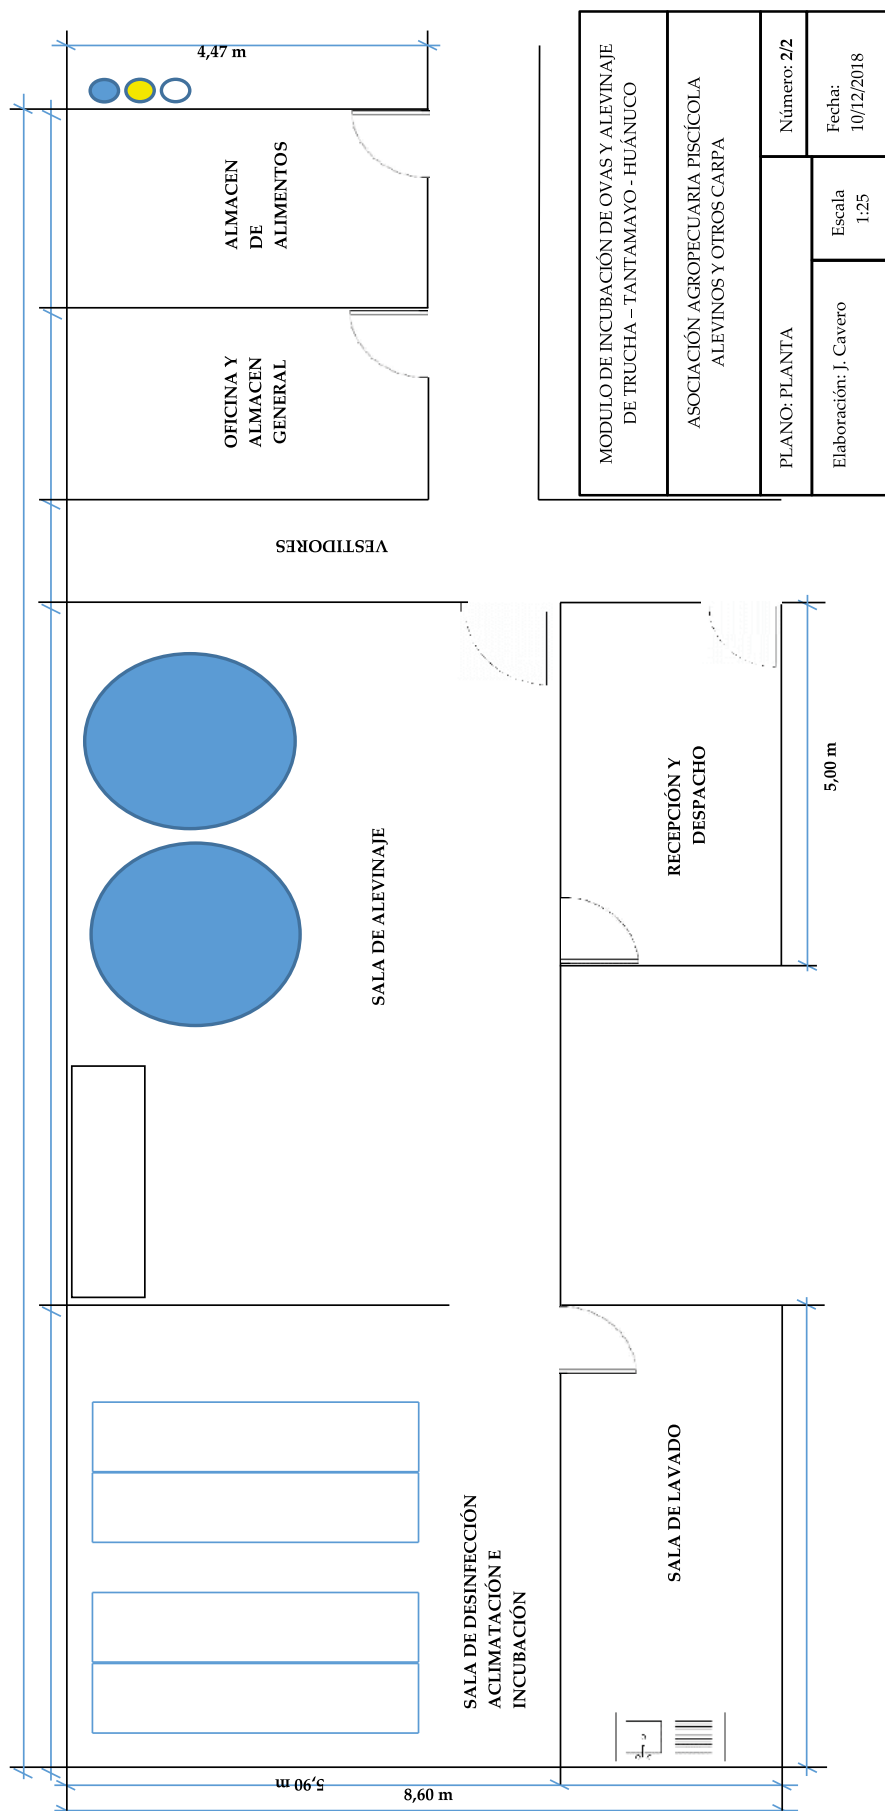 4,47 m
ALMACEN
DE
ALIMENTOS
OFICINA Y
ALMACEN
GENERAL
VESTIDORES
SALA DE ALEVINAJE
RECEPCIÓN Y
DESPACHO
5,00 m
SALA DE DESINFECCIÓN
ACLIMATACIÓN E
INCUBACIÓN
SALA DE LAVADO
5,90 m
8,60 m
MODULO DE INCUBACIÓN DE OVAS Y ALEVINAJE
DE TRUCHA – TANTAMAYO - HUÁNUCO
ASOCIACIÓN AGROPECUARIA PISCÍCOLA
ALEVINOS Y OTROS CARPA
PLANO: PLANTA
Número: 2/2
Elaboración: J. Cavero
Escala
1:25
Fecha:
10/12/2018